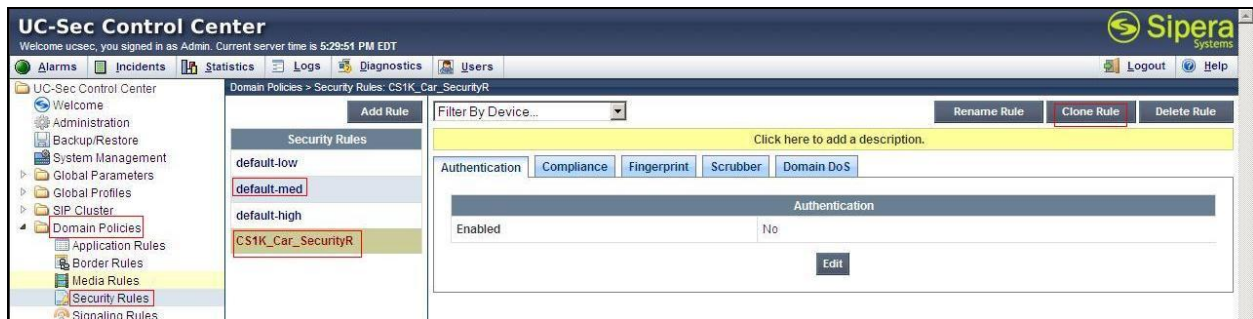 UC-Sec Control Center
Welcome ucsec, you signed in as Admin. Current server time is 5:29:51 PM EDT
Sipera
Systems
Alarms Incidents Statistics Logs Diagnostics Users Logout Help
UC-Sec Control Center
Welcome
Administration
Backup/Restore
System Management
Global Parameters
Global Profiles
SIP Cluster
Domain Policies
Application Rules
Border Rules
Media Rules
Security Rules
Signaling Rules
Domain Policies > Security Rules: CS1K_Car_SecurityR
Add Rule
Security Rules
default-low
default-med
default-high
CS1K_Car_SecurityR
Filter By Device...
Rename Rule Clone Rule Delete Rule
Click here to add a description.
Authentication Compliance Fingerprint Scrubber Domain DoS
Authentication
Enabled No
Edit